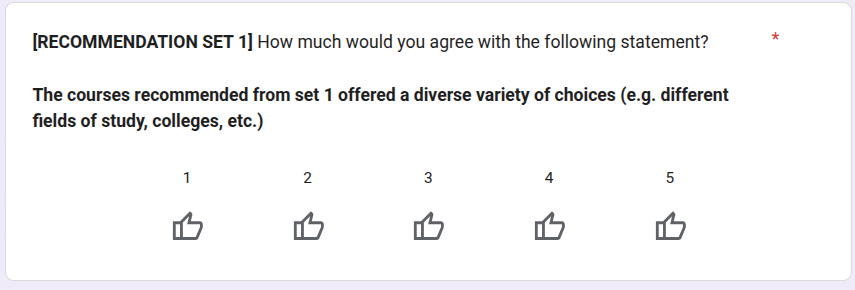 [RECOMMENDATION SET 1] How much would you agree with the following statement? *
The courses recommended from set 1 offered a diverse variety of choices (e.g. different
fields of study, colleges, etc.)
1 2 3 4 5